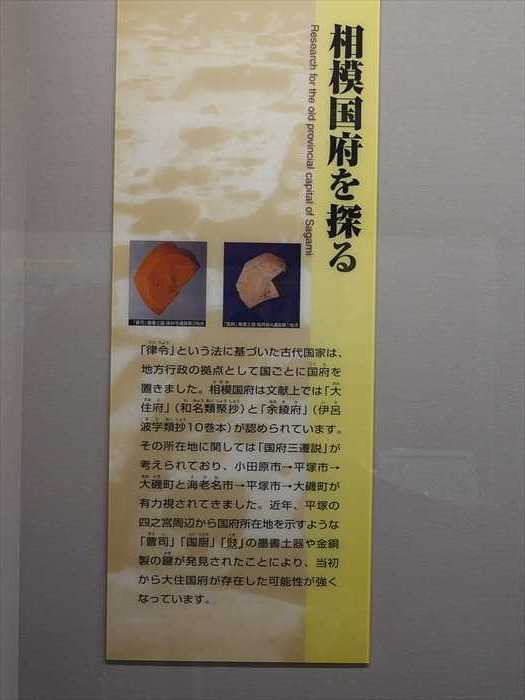 相模国府を探る
Research for the old provincial capital of Sagami
「律令」という法に基づいた古代国家は、
地方行政の拠点として国ごとに国府を
置きました。相模国府は文献上では「大
住府」（和名類聚抄）と「余綾府」（伊呂
波字類抄10巻本）が認められています。
その所在地に関しては「国府三遷説」が
考えられており、小田原市→平塚市→
大磯町と海老名市→平塚市→大磯町が
有力視されてきました。近年、平塚の
四之宮周辺から国府所在地を示すような
「曹司」「国厨」「㪷」の墨書土器や金銅
製の鍵が発見されたことにより、当初
から大住国府が存在した可能性が強く
なっています。